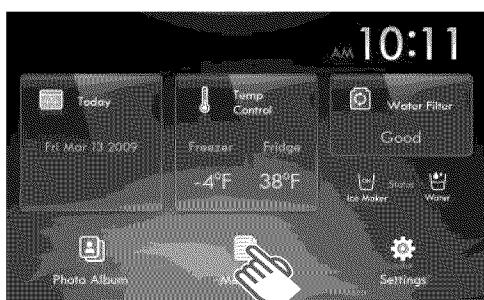 AM 10:11
Today
Fri Mar 13 2009
Temp
Control
Freezer Fridge
-4°F 38°F
Water Filter
Good
Status
Ice Maker Water
Photo Album
Settings